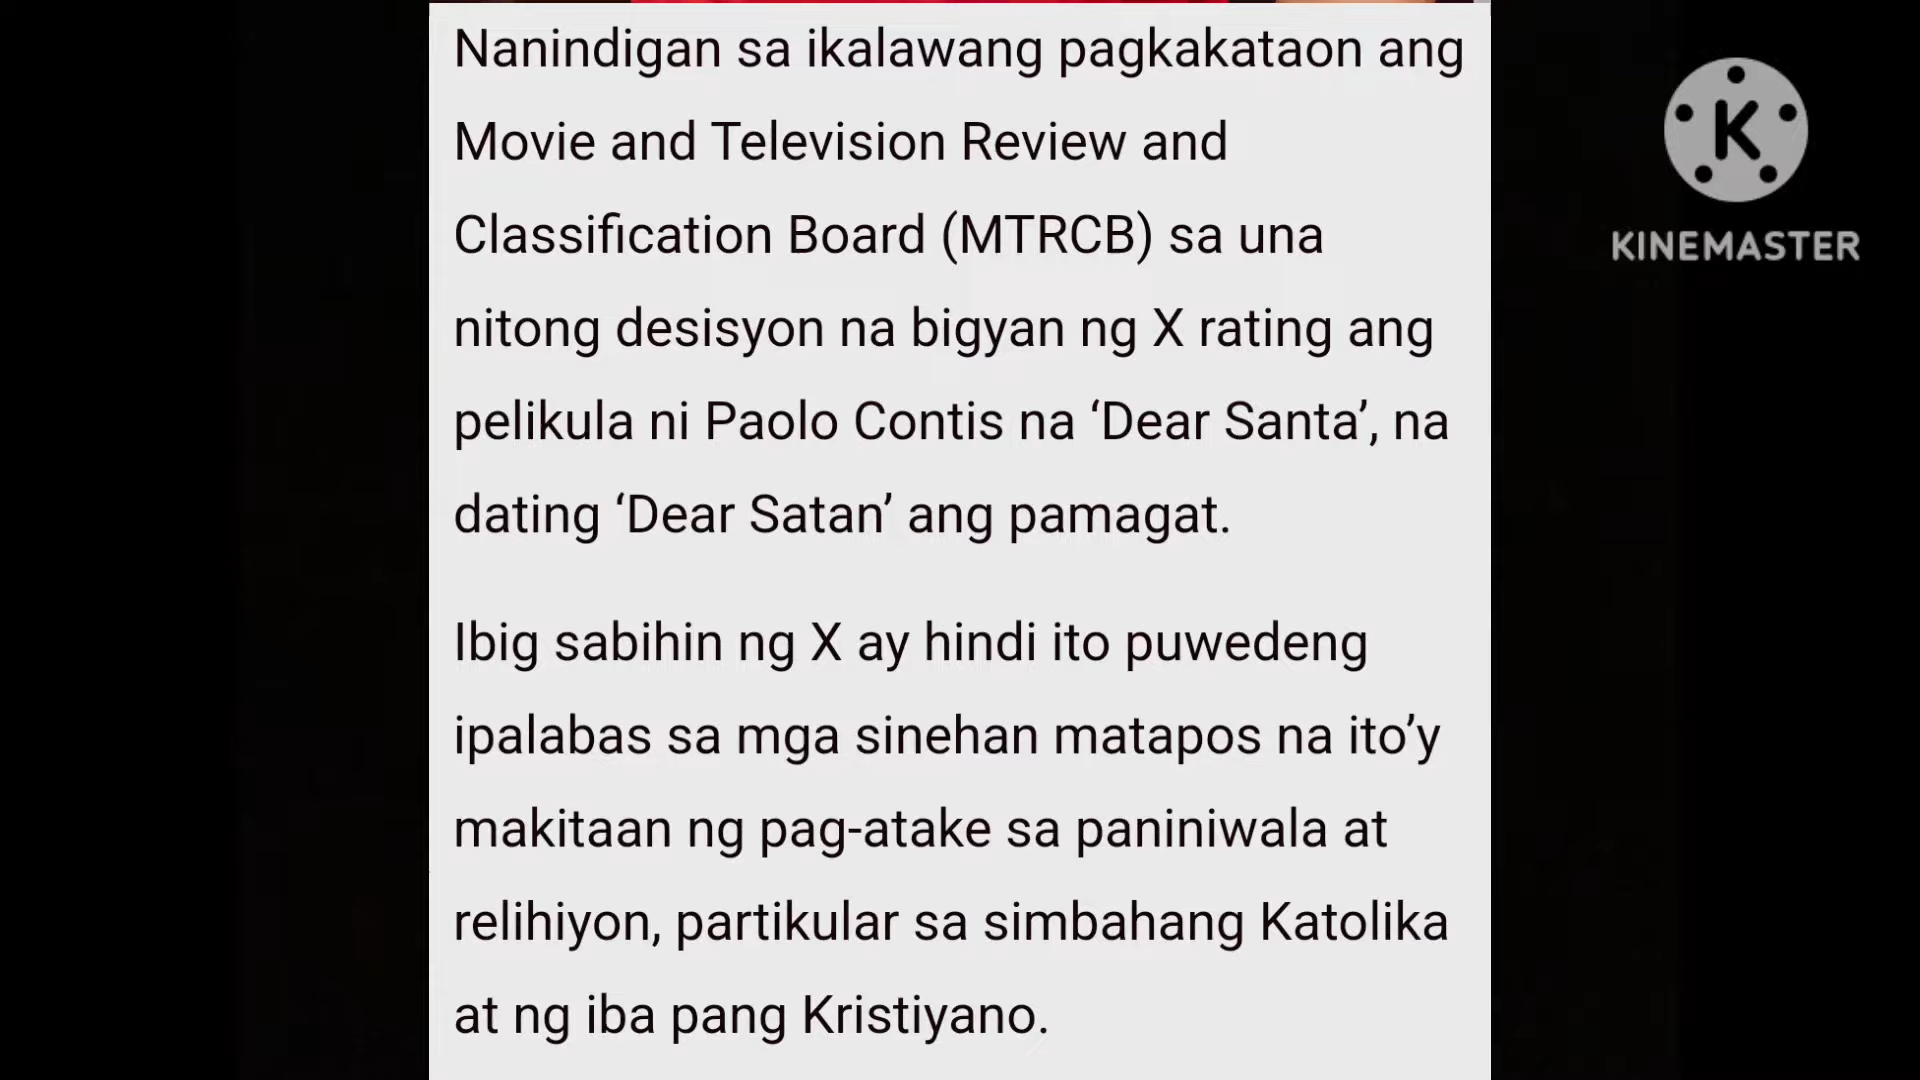 Nanindigan sa ikalawang pagkakataon ang
Movie and Television Review and
Classification Board (MTRCB) sa una
nitong desisyon na bigyan ng X rating ang
pelikula ni Paolo Contis na ‘Dear Santa’, na
dating ‘Dear Satan’ ang pamagat.
Ibig sabihin ng X ay hindi ito puwedeng
ipalabas sa mga sinehan matapos na ito’y
makitaan ng pag-atake sa paniniwala at
relihiyon, partikular sa simbahang Katolika
at ng iba pang Kristiyano.
K
KINEMASTER